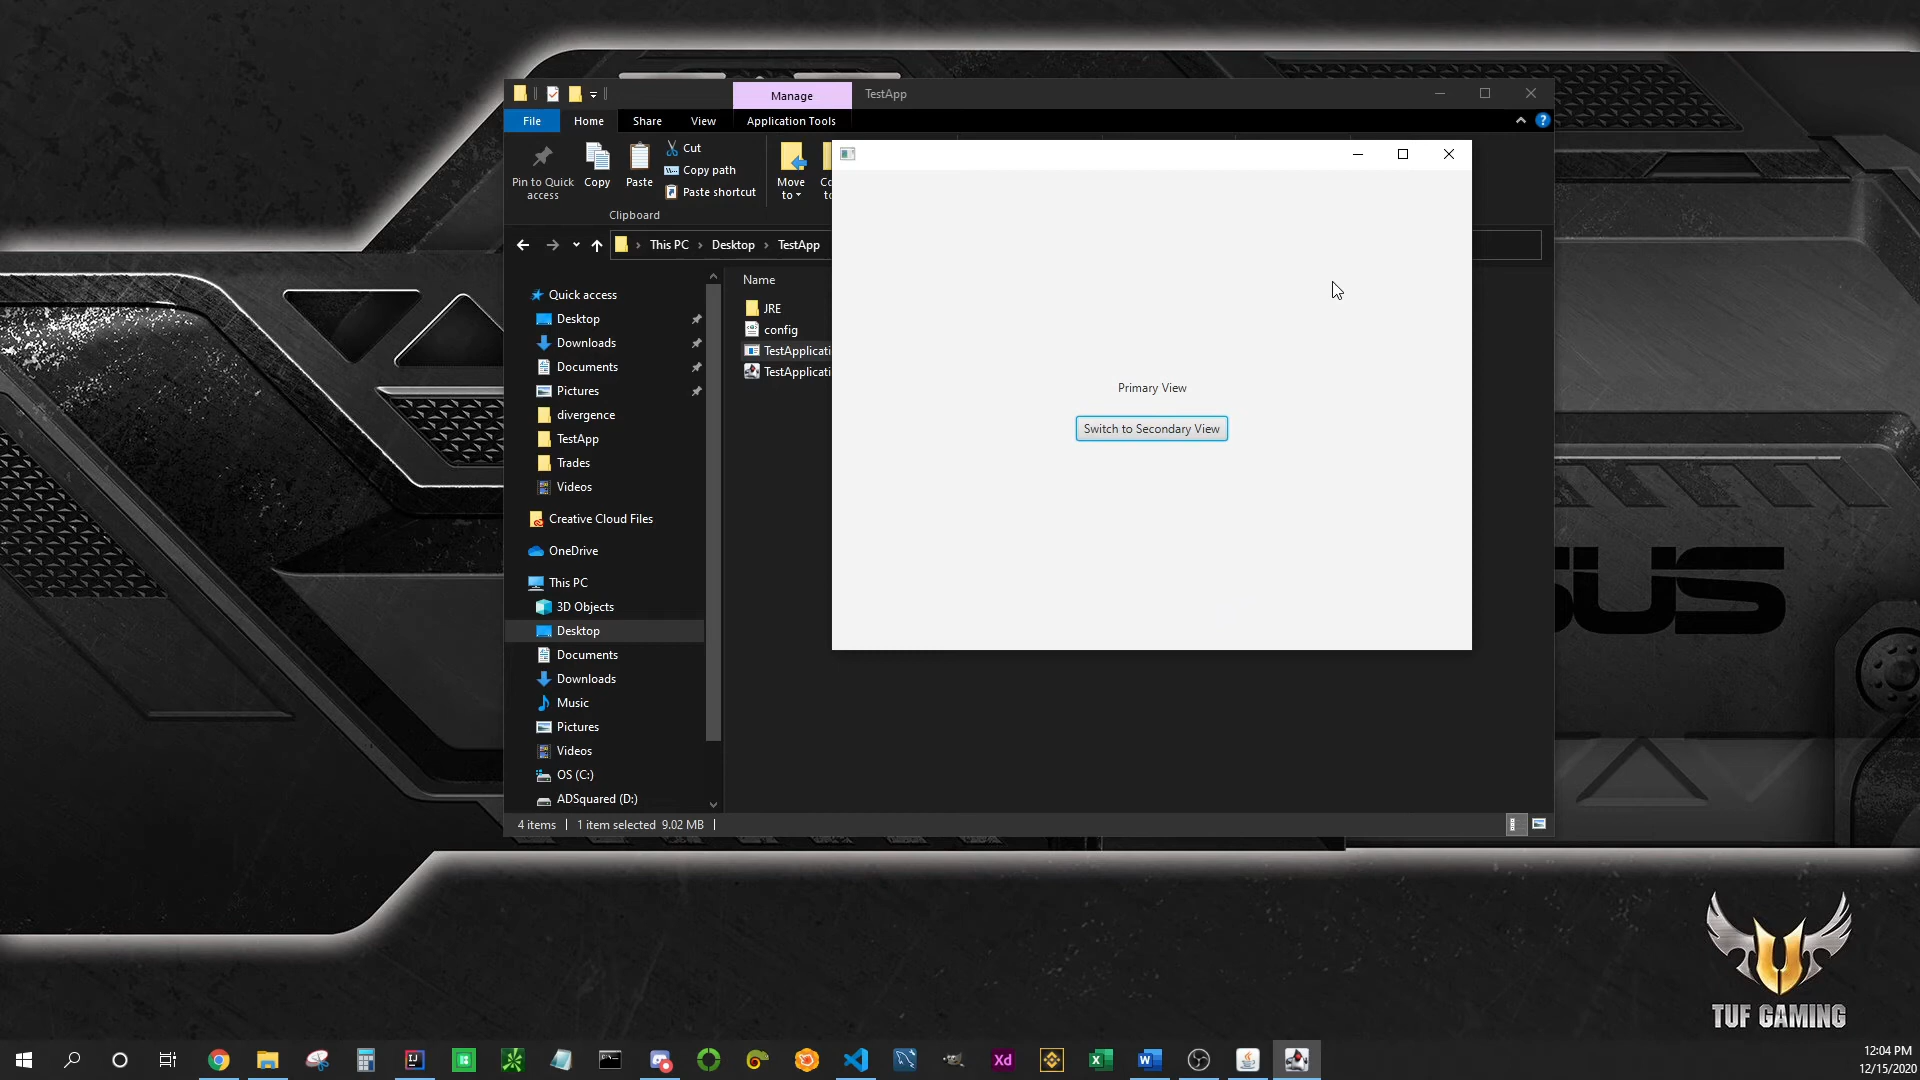 Manage
TestApp
File
Home
Share
View
Application Tools
Pin to Quick access
Copy
Paste
Cut
Copy path
Paste shortcut
Move to
Clipboard
This PC
Desktop
TestApp
Name
JRE
config
TestApplicati
TestApplicati
Quick access
Desktop
Downloads
Documents
Pictures
divergence
TestApp
Trades
Videos
Creative Cloud Files
OneDrive
This PC
3D Objects
Desktop
Documents
Downloads
Music
Pictures
Videos
OS (C:)
ADSquared (D:)
4 items
1 item selected 9.02 MB
Primary View
Switch to Secondary View
TUF GAMING
Xd
12:04 PM
12/15/2020